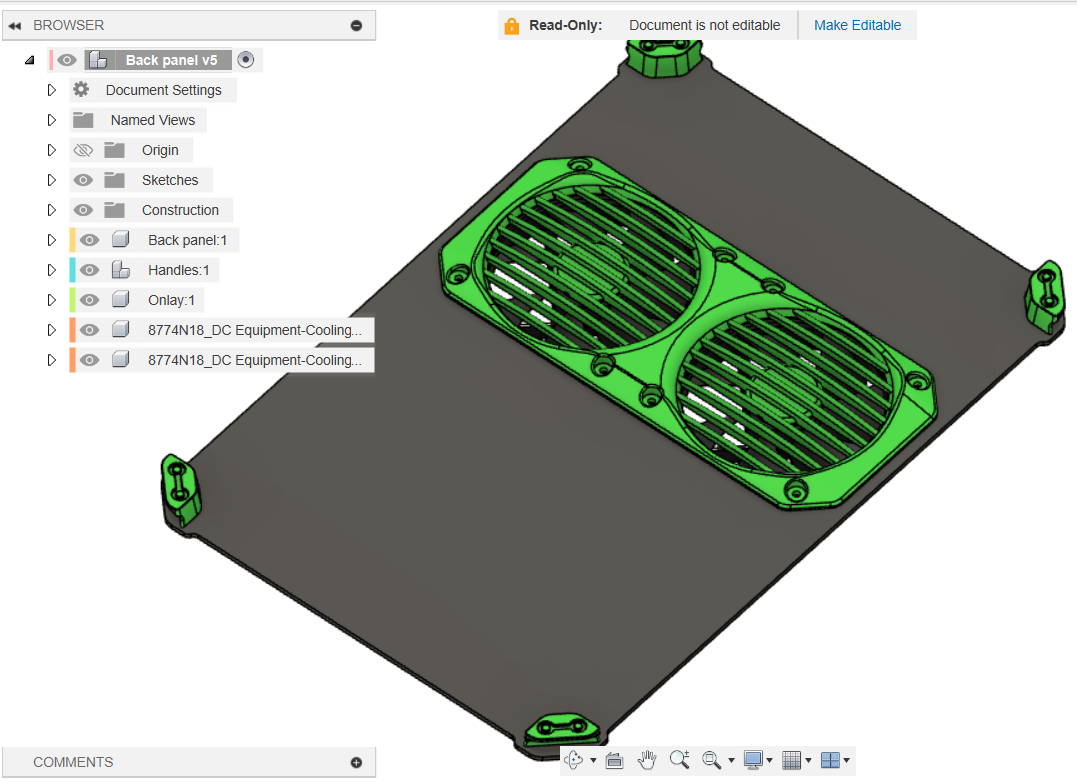 BROWSER
Read-Only: Document is not editable Make Editable
Back panel v5
Document Settings
Named Views
Origin
Sketches
Construction
Back panel:1
Handles:1
Onlay:1
8774N18_DC Equipment-Cooling...
8774N18_DC Equipment-Cooling...
COMMENTS